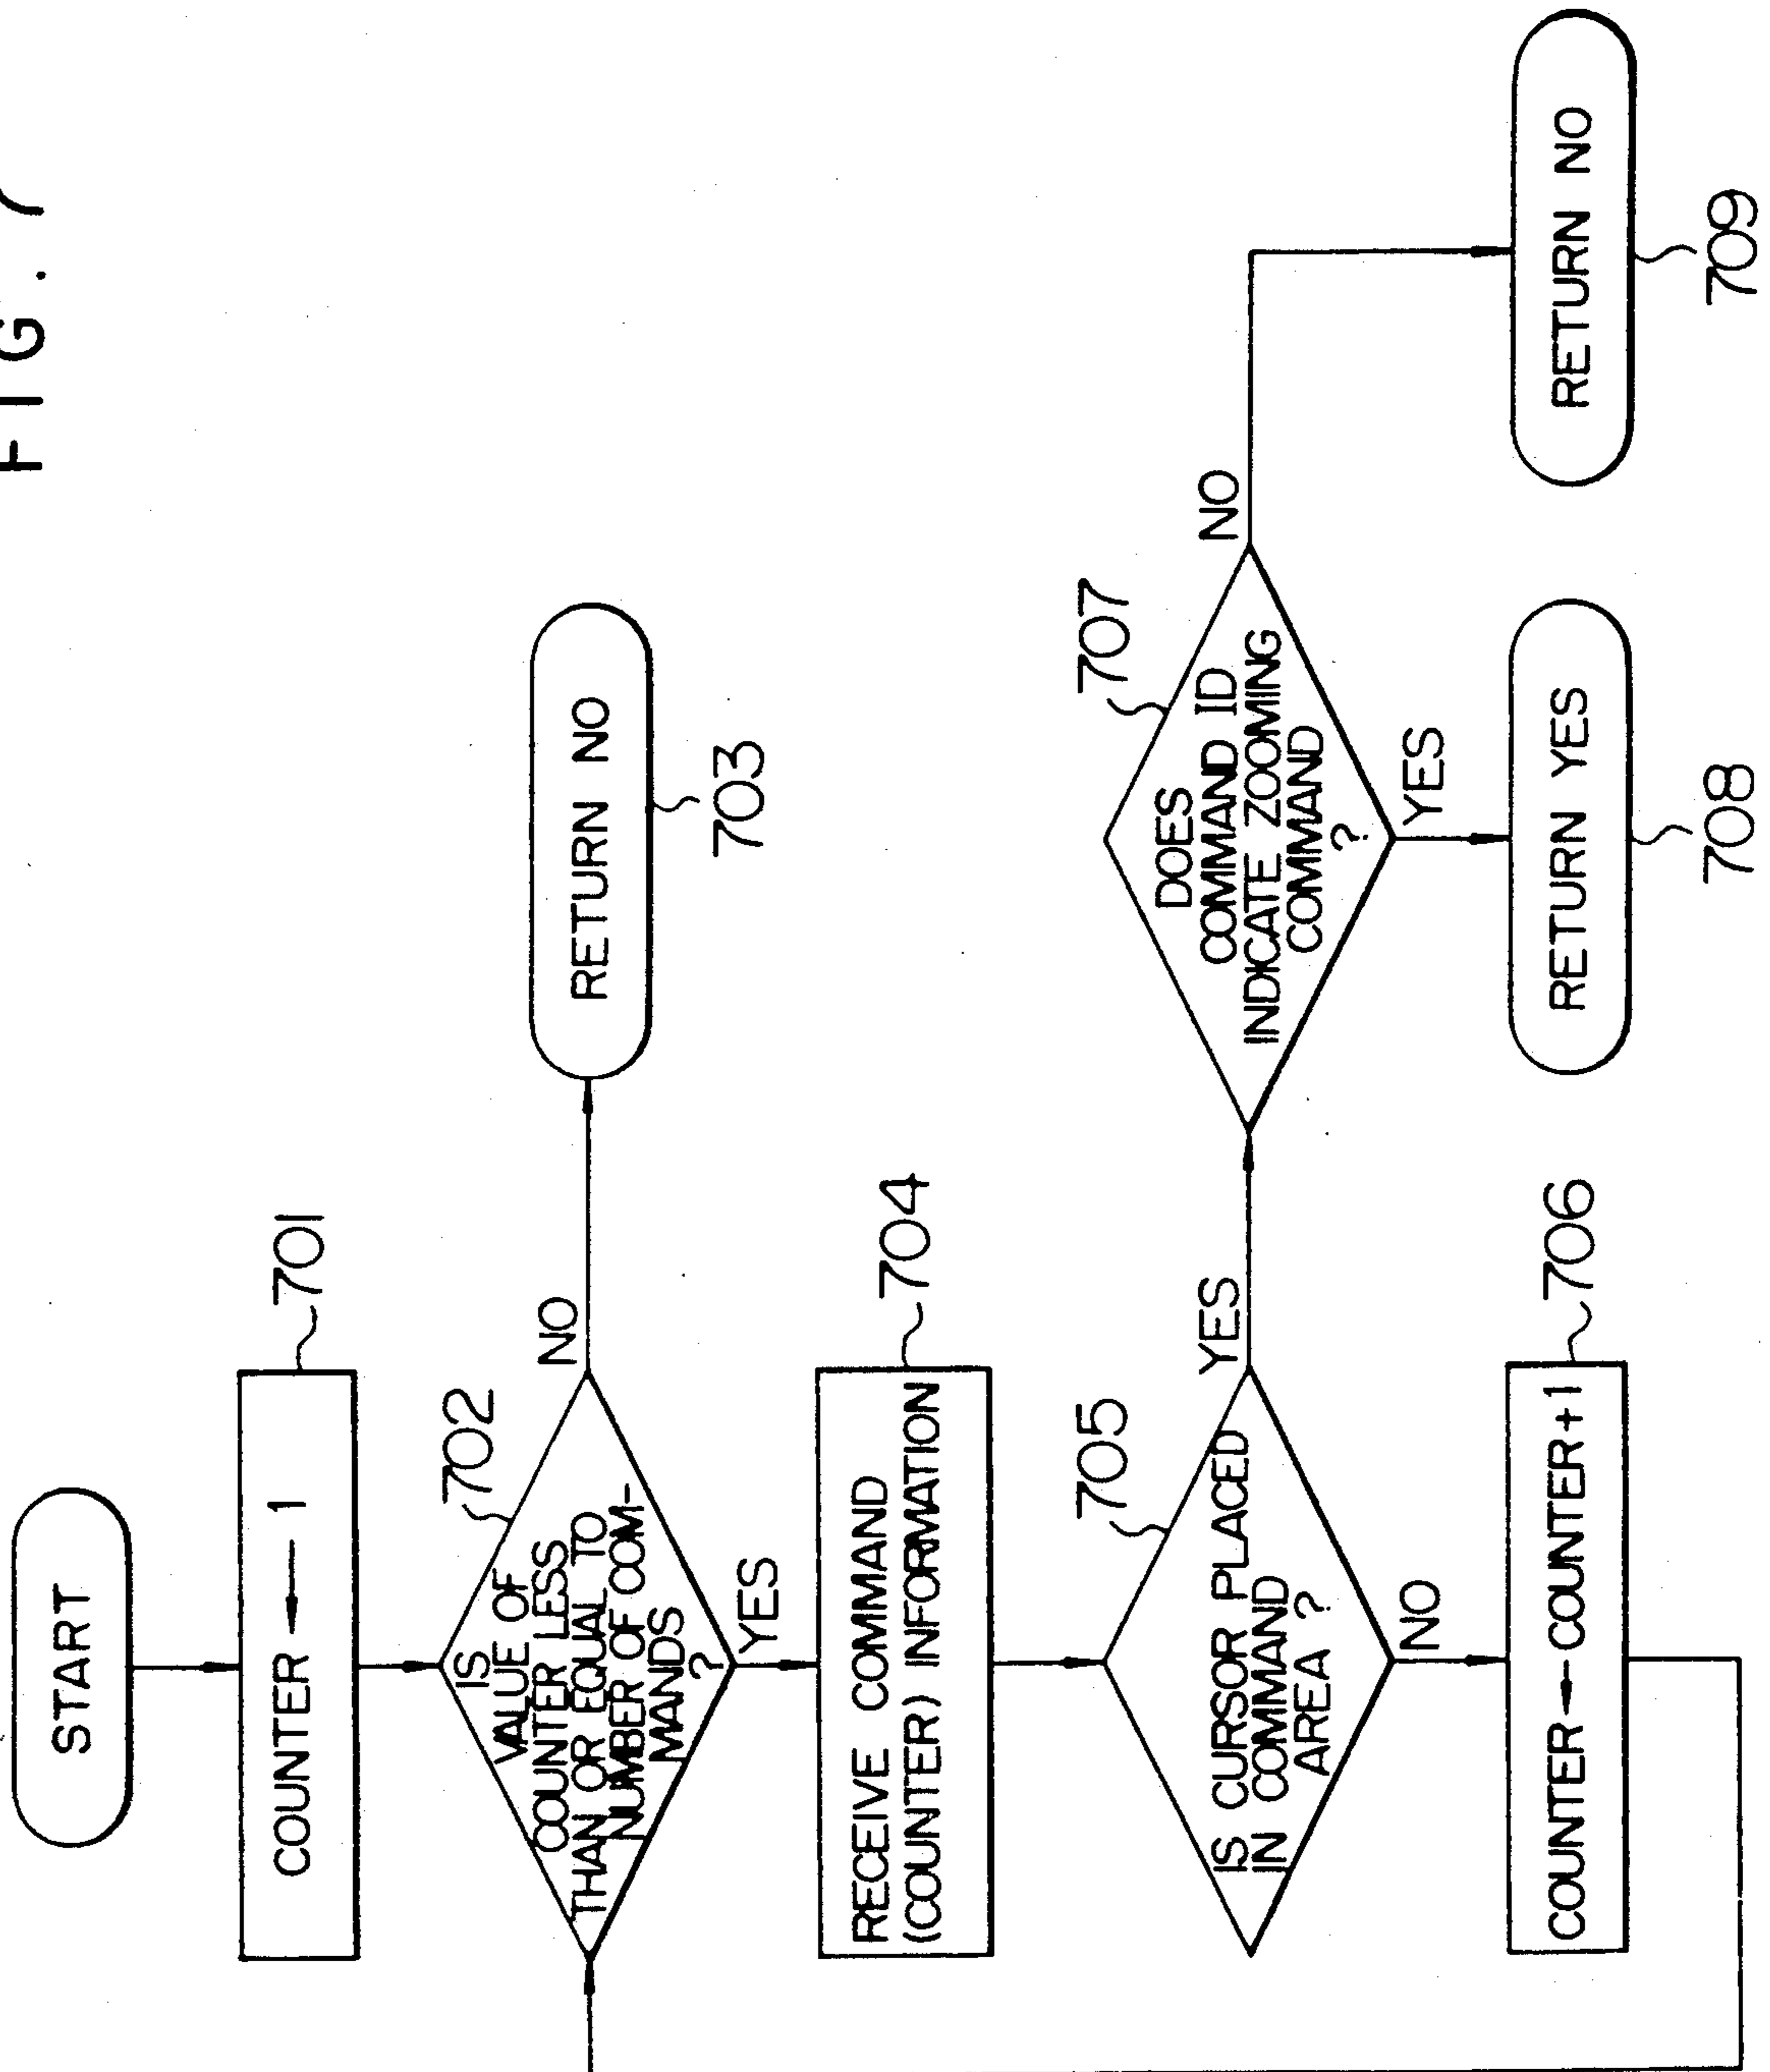 FIG. 7
START
COUNTER ← 1
701
IS
VALUE OF
COUNTER LESS
THAN OR EQUAL TO
NUMBER OF COM-
MANDS
?
702
NO
RETURN NO
703
YES
RECEIVE COMMAND
(COUNTER) INFORMATION
704
IS CURSOR PLACED
IN COMMAND
AREA ?
705
YES
NO
COUNTER ← COUNTER+1
706
DOES
COMMAND ID
INDICATE ZOOMING
COMMAND
?
707
NO
YES
RETURN YES
708
RETURN NO
709